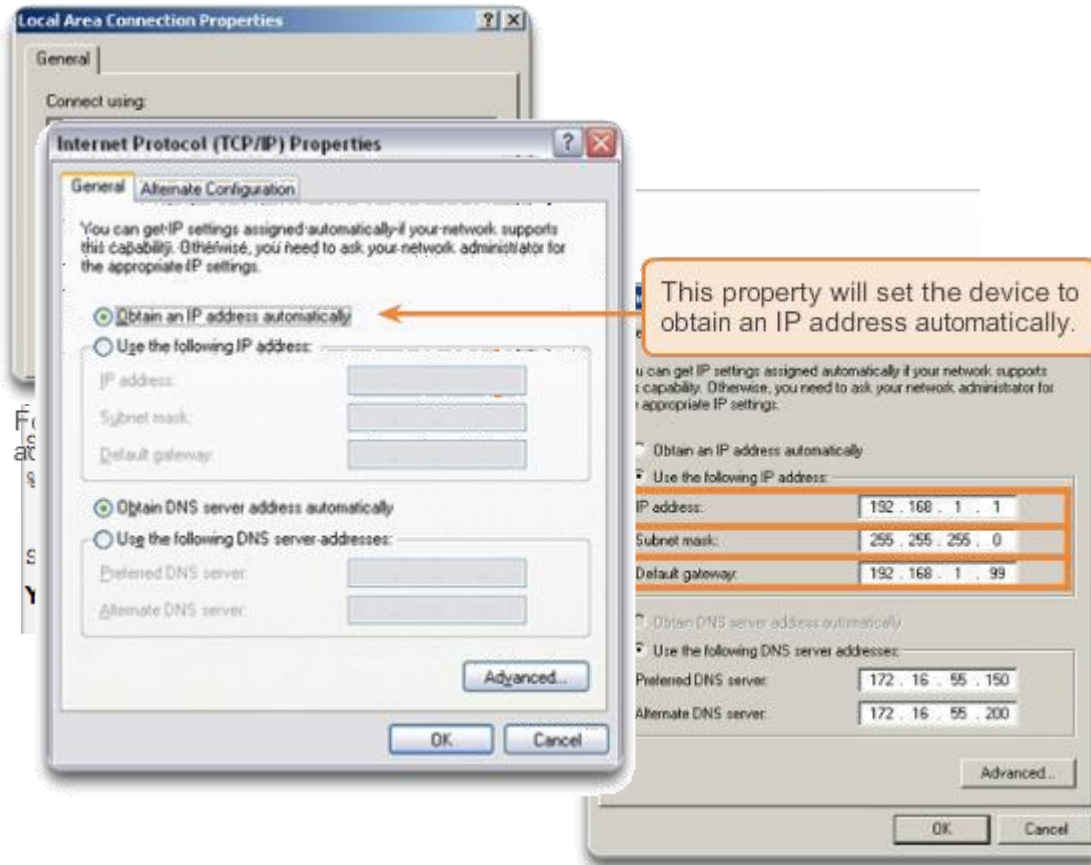 Local Area Connection Properties
General
Connect using:
Internet Protocol (TCP/IP) Properties
General
Alternate Configuration
You can get IP settings assigned automatically if your network supports
this capability. Otherwise, you need to ask your network administrator for
the appropriate IP settings.
Obtain an IP address automatically
Use the following IP address:
IP address:
Subnet mask:
Default gateway:
Obtain DNS server address automatically
Use the following DNS server addresses:
Preferred DNS server:
Alternate DNS server:
Advanced...
OK
Cancel
This property will set the device to
obtain an IP address automatically.
can get IP settings assigned automatically if your network supports
capability. Otherwise, you need to ask your network administrator for
appropriate IP settings.
Obtain an IP address automatically
Use the following IP address:
IP address: 192 . 168 . 1 . 1
Subnet mask: 255 . 255 . 255 . 0
Default gateway: 192 . 168 . 1 . 99
Obtain DNS server address automatically
Use the following DNS server addresses:
Preferred DNS server: 172 . 16 . 55 . 150
Alternate DNS server: 172 . 16 . 55 . 200
Advanced...
OK
Cancel